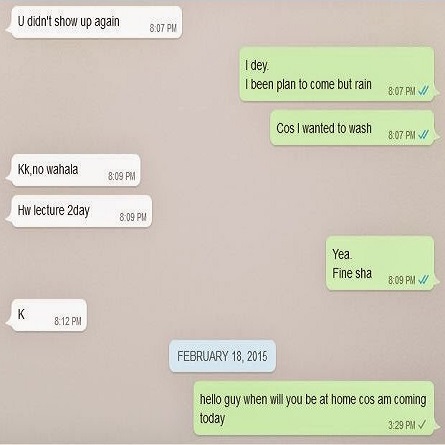 U didn't show up again
8:07 PM
I dey.
I been plan to come but rain
8:07 PM
Cos I wanted to wash
8:07 PM
Kk,no wahala
8:09 PM
Hw lecture 2day
8:09 PM
Yea.
Fine sha
8:09 PM
K
8:12 PM
FEBRUARY 18, 2015
hello guy when will you be at home cos am coming
today
3:29 PM